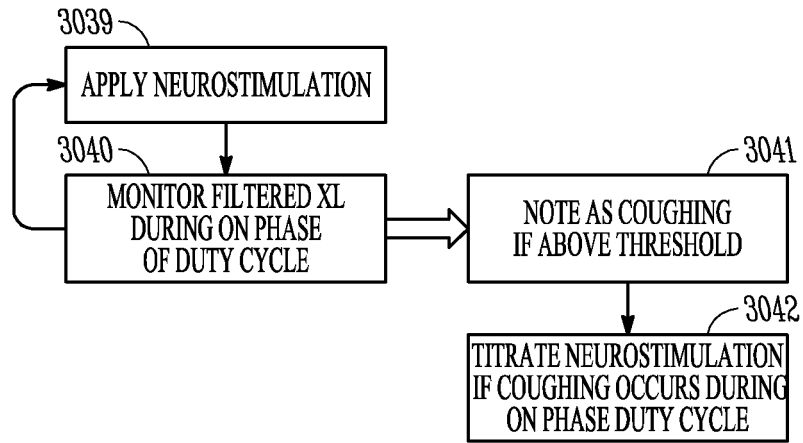 3039
APPLY NEUROSTIMULATION
3040
MONITOR FILTERED XL
DURING ON PHASE
OF DUTY CYCLE
3041
NOTE AS COUGHING
IF ABOVE THRESHOLD
3042
TITRATE NEUROSTIMULATION
IF COUGHING OCCURS DURING
ON PHASE DUTY CYCLE